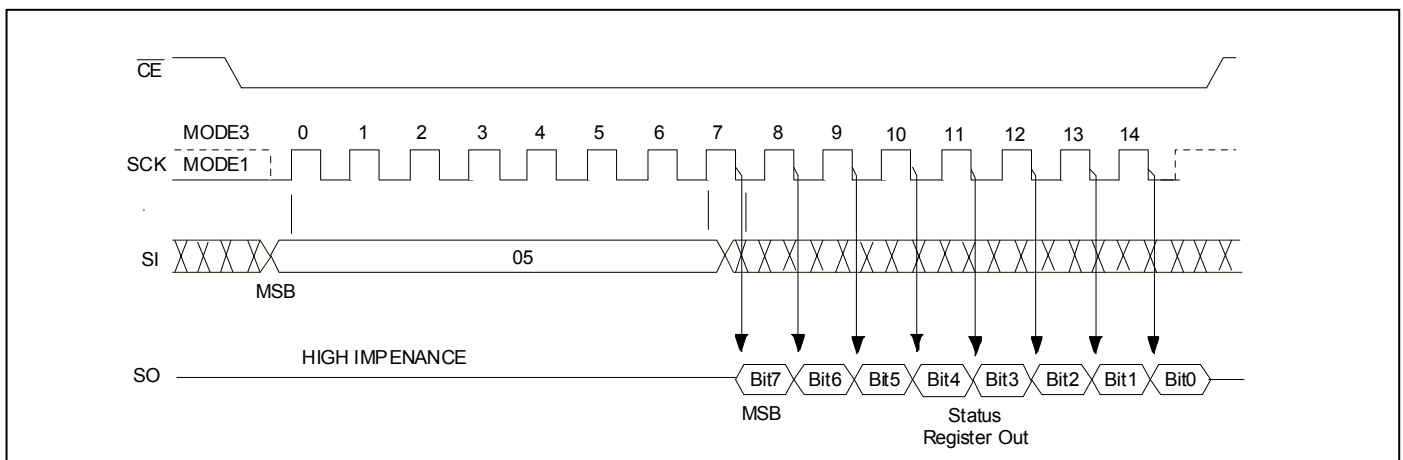 CE
MODE3 0 1 2 3 4 5 6 7 8 9 10 11 12 13 14
SCK MODE1
SI 05
MSB
HIGH IMPENANCE
SO Bit7 Bit6 Bit5 Bit4 Bit3 Bit2 Bit1 Bit0
MSB Status
Register Out